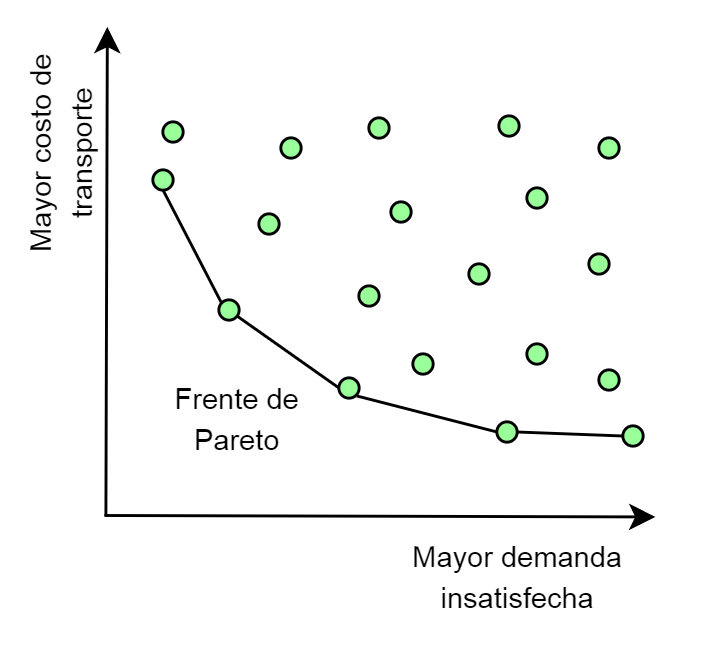 Mayor costo de
transporte
Frente de
Pareto
Mayor demanda
insatisfecha